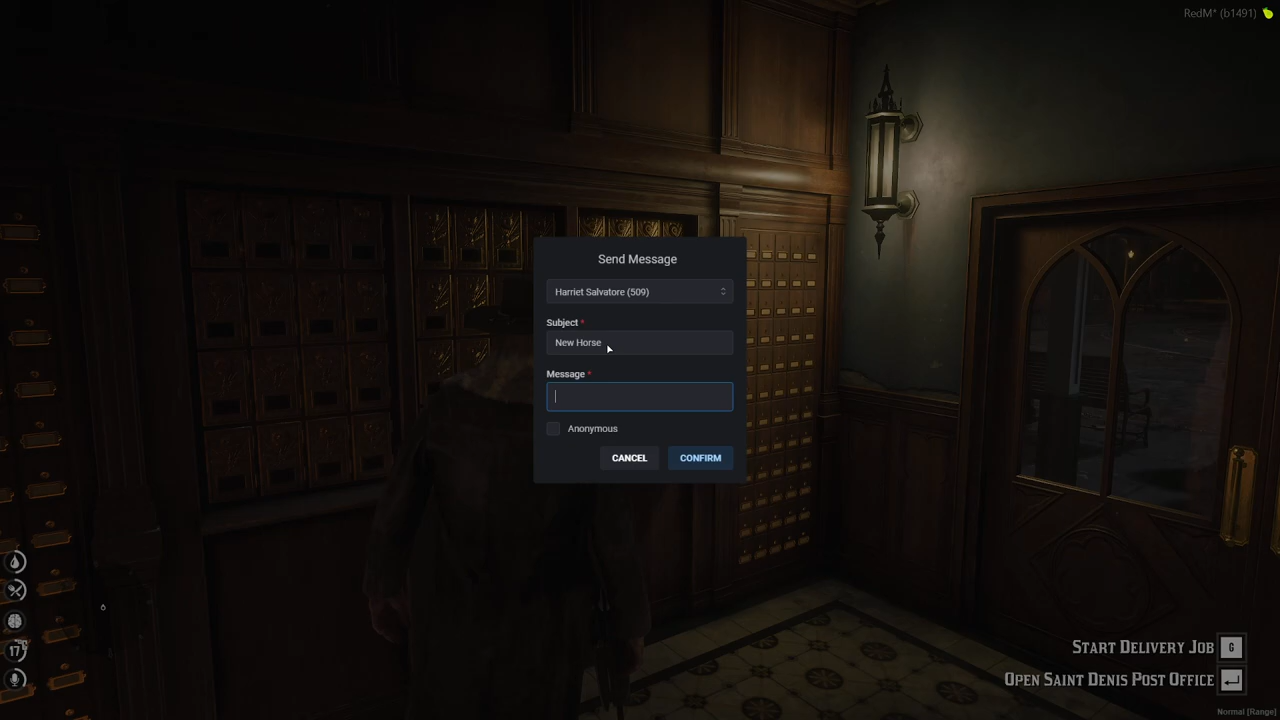 RedM* (b1491)
Send Message
Harriet Salvatore (509)
Subject *
New Horse
Message *
Anonymous
CANCEL
CONFIRM
17°
START DELIVERY JOB G
OPEN SAINT DENIS POST OFFICE
Normal [Range]